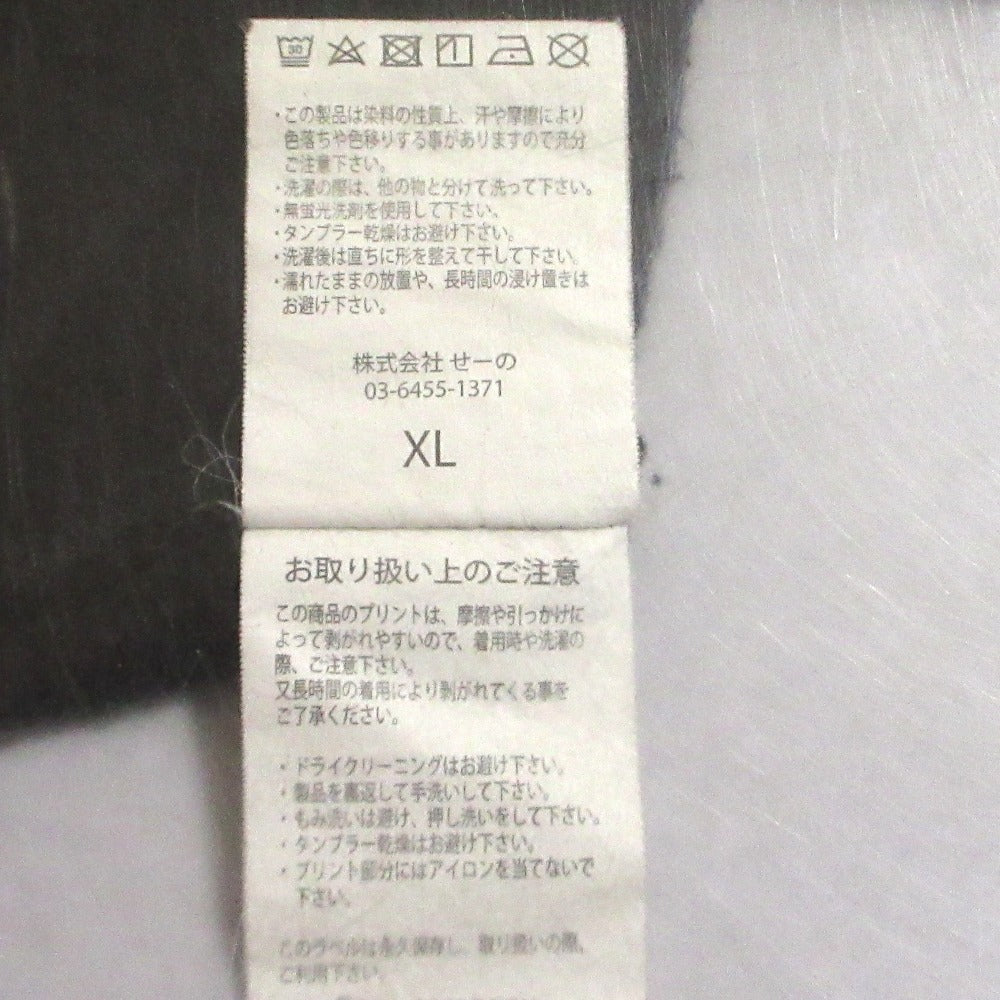 30
・この製品は染料の性質上、汗や摩擦により
色落ちや色移りする事がありますので充分
ご注意下さい。
・洗濯の際は、他の物と分けて洗って下さい。
・無蛍光洗剤を使用して下さい。
・タンブラー乾燥はお避け下さい。
・洗濯後は直ちに形を整えて干して下さい。
・濡れたままの放置や、長時間の浸け置きは
お避け下さい。
株式会社 せーの
03-6455-1371
XL
お取り扱い上のご注意
この商品のプリントは、摩擦や引っかけに
よって剥がれやすいので、着用時や洗濯の
際、ご注意下さい。
又長時間の着用により剥がれてくる事を
ご了承ください。
・ドライクリーニングはお避け下さい。
・製品を裏返して手洗いして下さい。
・もみ洗いは避け、押し洗いをして下さい。
・タンブラー乾燥はお避け下さい。
・プリント部分にはアイロンを当てないで
下さい。
このラベルは永久保存し、取り扱いの際、
ご利用下さい。